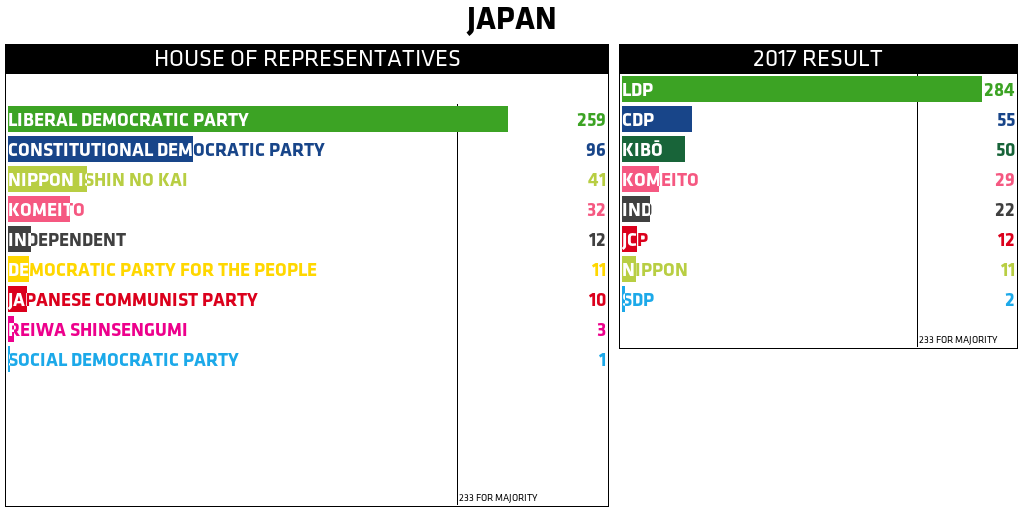 JAPAN
HOUSE OF REPRESENTATIVES
LIBERAL DEMOCRATIC PARTY 259
CONSTITUTIONAL DEMOCRATIC PARTY 96
NIPPON ISHIN NO KAI 41
KOMEITO 32
INDEPENDENT 12
DEMOCRATIC PARTY FOR THE PEOPLE 11
JAPANESE COMMUNIST PARTY 10
REIWA SHINSENGUMI 3
SOCIAL DEMOCRATIC PARTY 1
233 FOR MAJORITY
2017 RESULT
LDP 284
CDP 55
KIBŌ 50
KOMEITO 29
IND 22
JCP 12
NIPPON 11
SDP 2
233 FOR MAJORITY